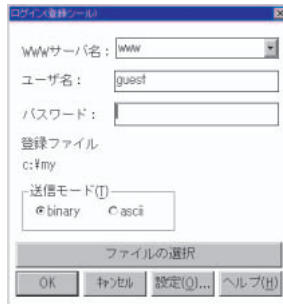 ログイン(登録ツール)
WWWサーバ名： www
ユーザ名： guest
パスワード：
登録ファイル
c:¥my
送信モード(T)
binary ascii
ファイルの選択
OK ｷｬﾝｾﾙ 設定(O)... ヘルプ(H)